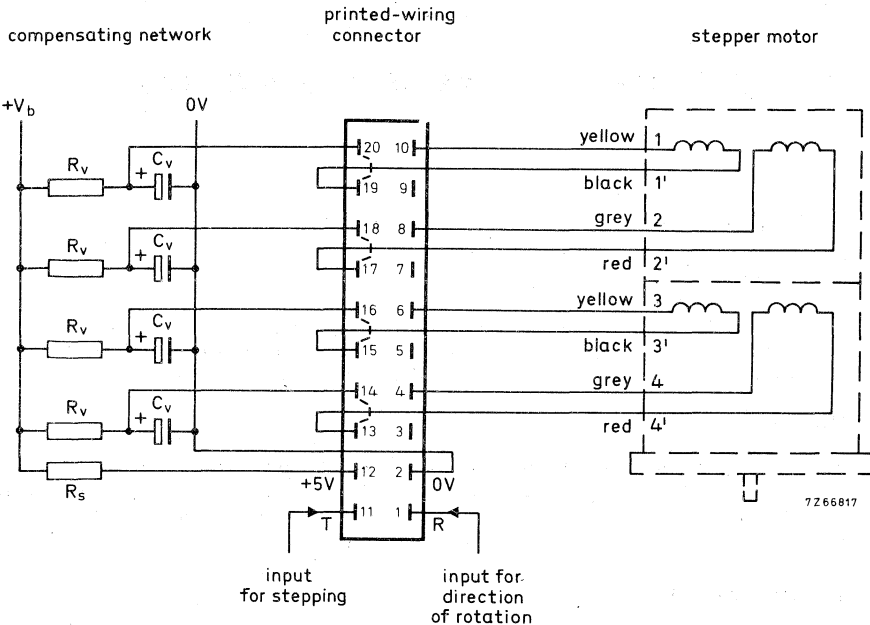 printed-wiring
connector
compensating network
stepper motor
+Vb
0V
Rv
+ Cv
20 10
19 9
yellow 1
black 1'
Rv
+ Cv
18 8
17 7
grey 2
red 2'
Rv
+ Cv
16 6
15 5
yellow 3
black 3'
Rv
+ Cv
14 4
13 3
grey 4
red 4'
Rs
+5V
12 2
0V
7Z66817
T
11 1
R
input
for stepping
input for
direction
of rotation